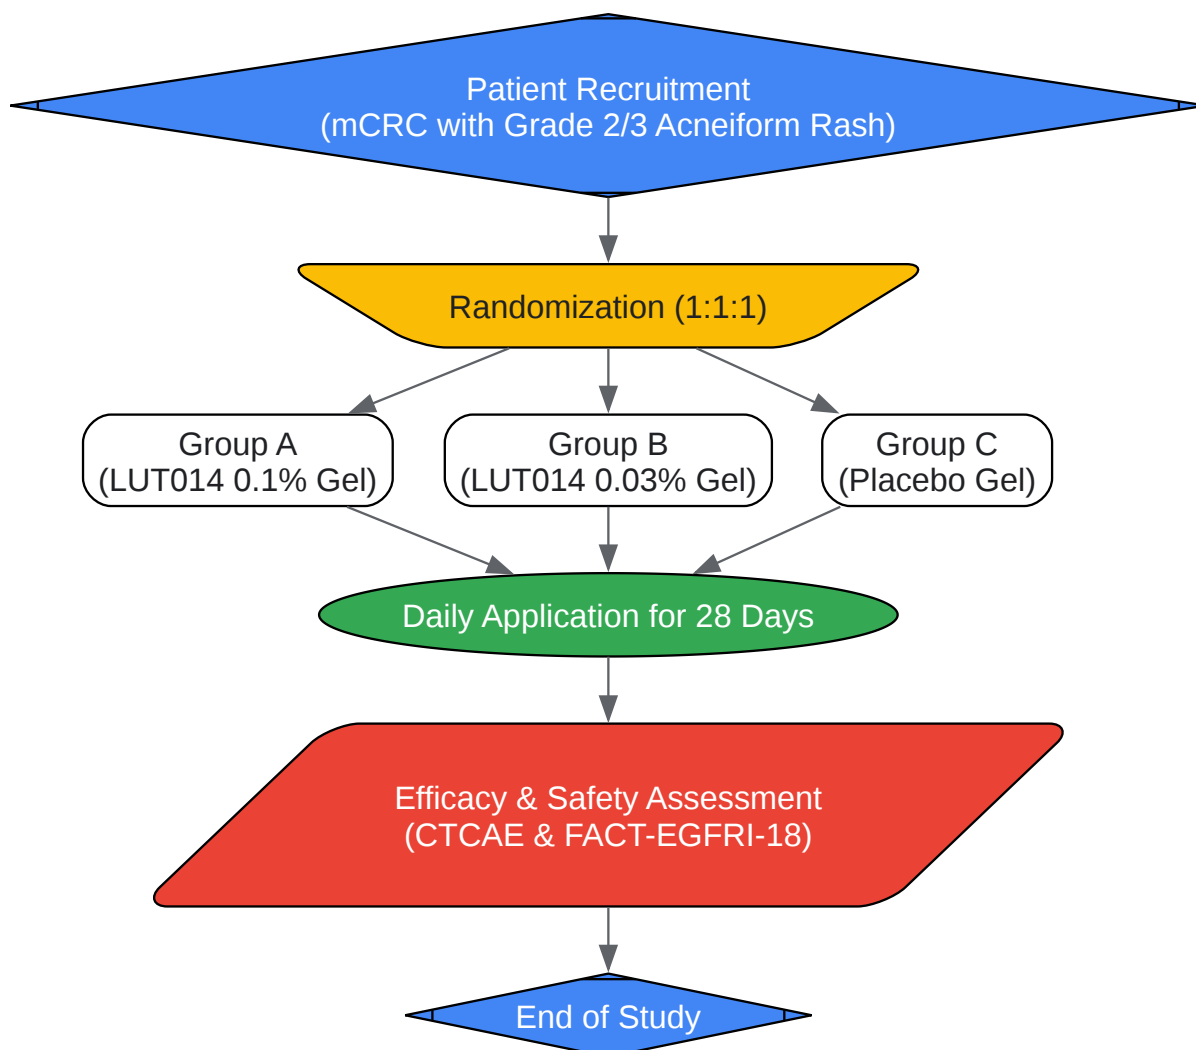 Patient Recruitment
(mCRC with Grade 2/3 Acneiform Rash)
Randomization (1:1:1)
Group A
(LUT014 0.1% Gel)
Group B
(LUT014 0.03% Gel)
Group C
(Placebo Gel)
Daily Application for 28 Days
Efficacy & Safety Assessment
(CTCAE & FACT-EGFRI-18)
End of Study